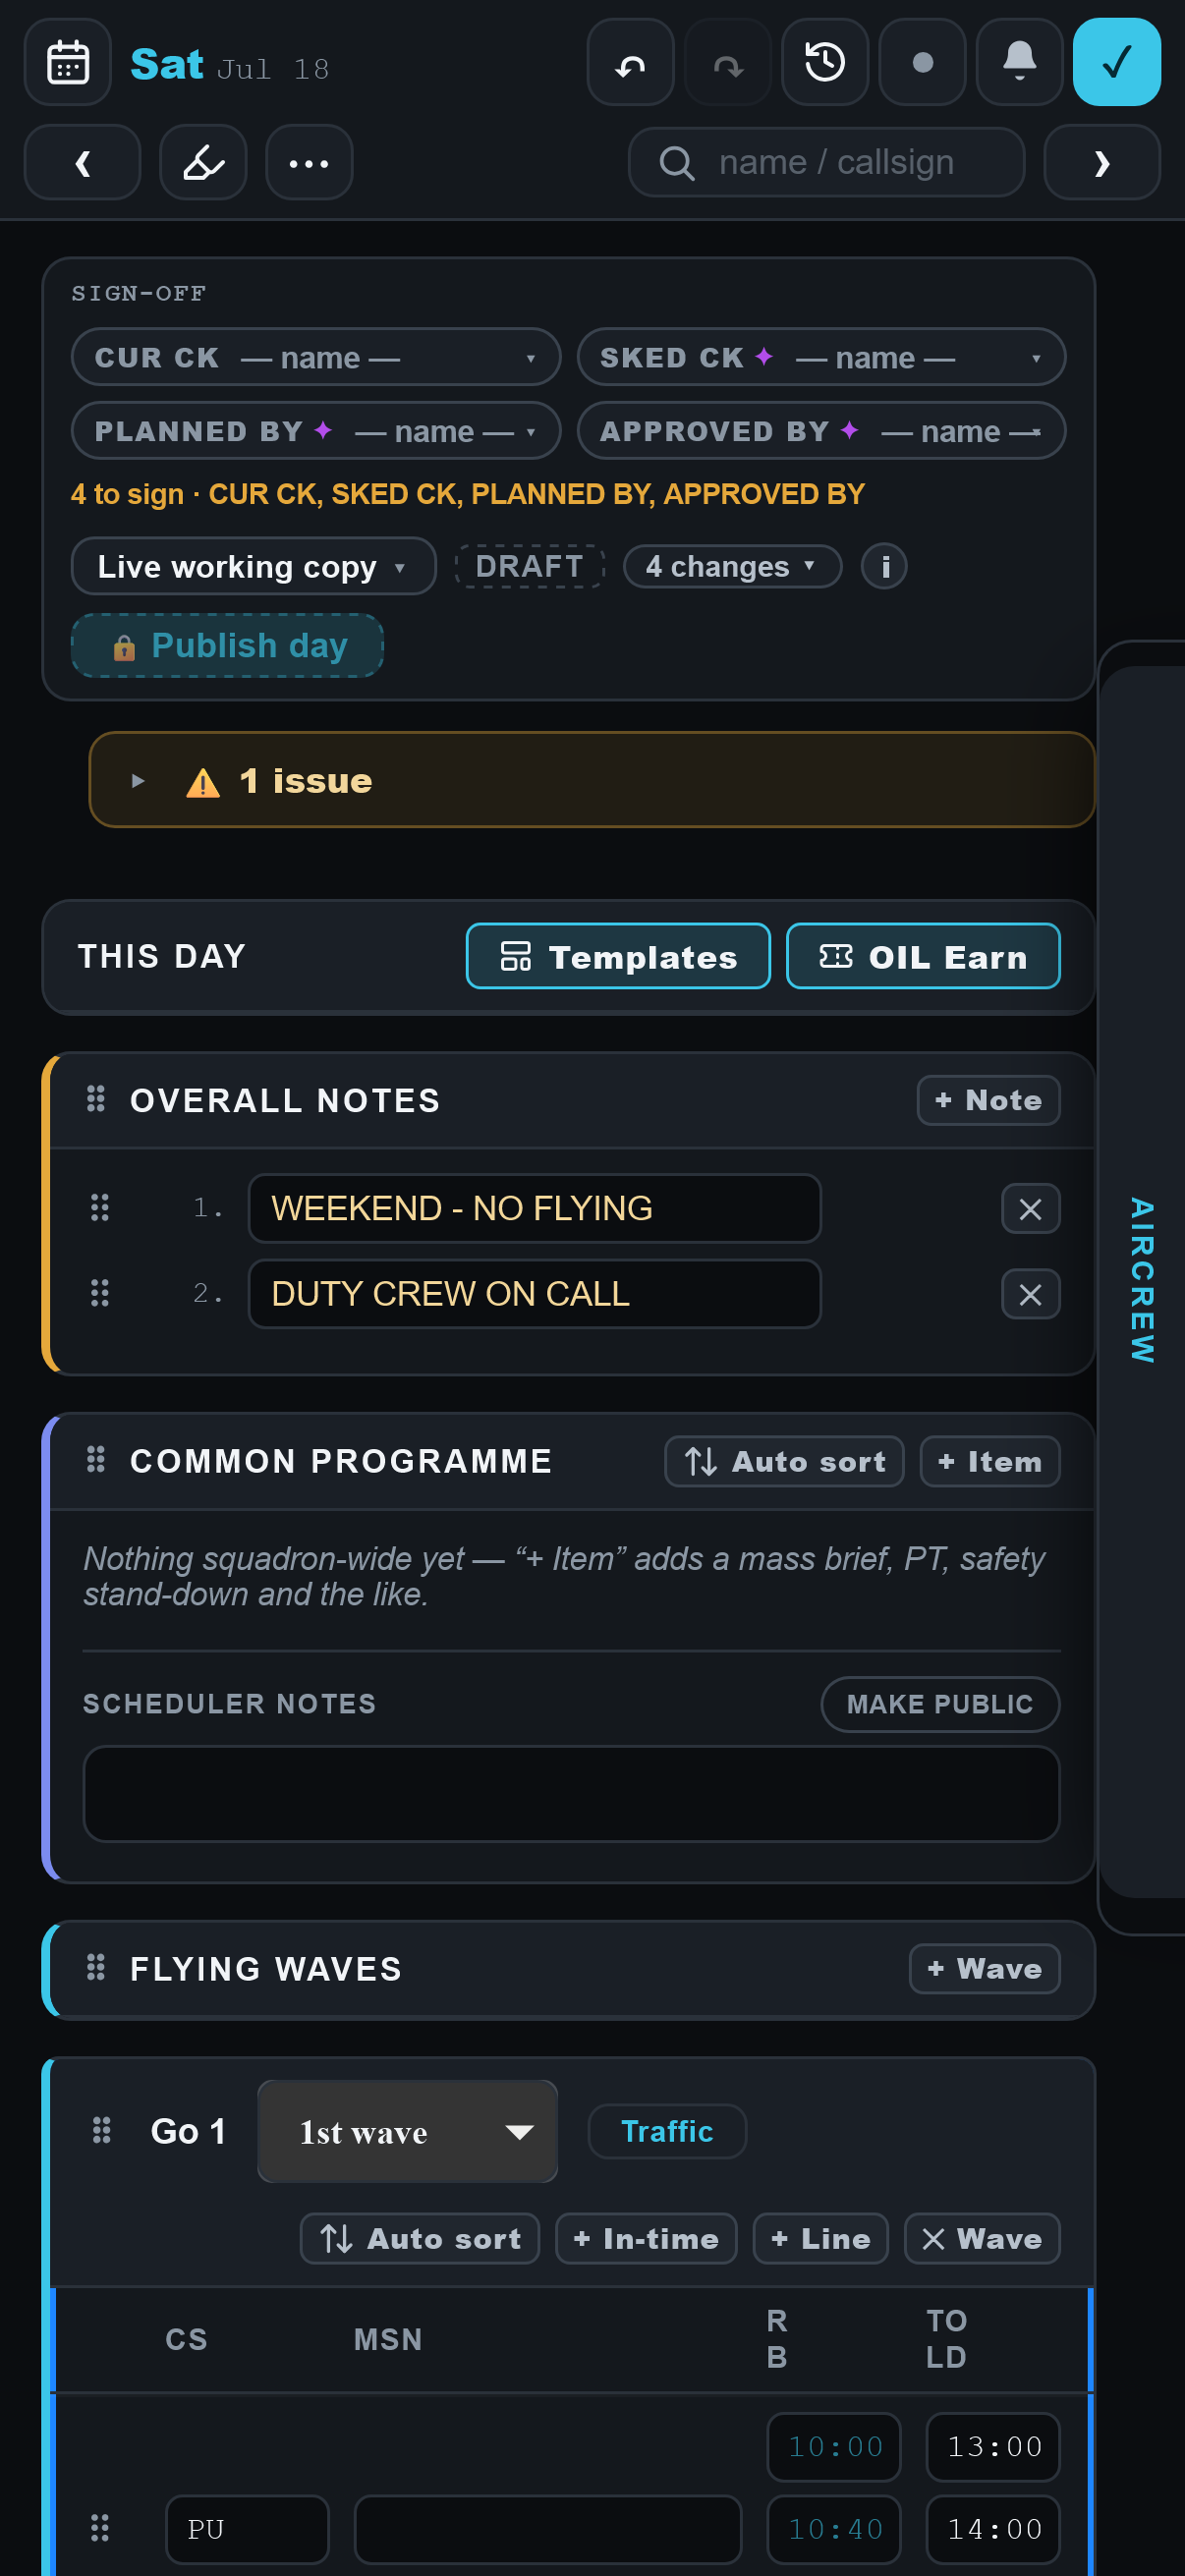 Sat Jul 18
name / callsign
SIGN-OFF
CUR CK — name —
SKED CK — name —
PLANNED BY — name —
APPROVED BY — name —
4 to sign · CUR CK, SKED CK, PLANNED BY, APPROVED BY
Live working copy DRAFT 4 changes i
Publish day
1 issue
THIS DAY Templates OIL Earn
OVERALL NOTES + Note
1. WEEKEND - NO FLYING
2. DUTY CREW ON CALL
AIRCREW
COMMON PROGRAMME Auto sort + Item
Nothing squadron-wide yet — “+ Item” adds a mass brief, PT, safety
stand-down and the like.
SCHEDULER NOTES MAKE PUBLIC
FLYING WAVES + Wave
Go 1 1st wave Traffic
Auto sort + In-time + Line × Wave
CS MSN R B TO LD
10:00 13:00
PU 10:40 14:00